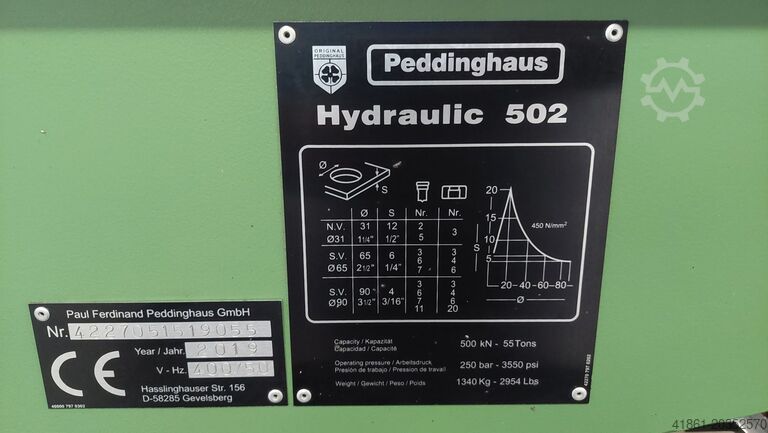 ORIGINAL
PEDDINGHAUS
Peddinghaus
Hydraulic 502
Ø
S
Ø S Nr. Nr.
N.V. 31 12 2 3
Ø31 1¼" 1/2" 5
S.V. 65 6 3 3
Ø65 2½" 1/4" 6 4
7 6
S.V. 90 4 3 3
Ø90 3½" 3/16" 6 4
7 6
11 20
20
15
10
5
S
450 N/mm²
20 40 60 80
Ø
Capacity / Kapazität
Capacidad / Capacité
500 kN - 55 Tons
Operating pressure / Arbeitsdruck
Presión de trabajo / Pression de travail
250 bar - 3550 psi
Weight / Gewicht / Peso / Poids
1340 Kg - 2954 Lbs
Paul Ferdinand Peddinghaus GmbH
Nr. 4227051519055
Year / Jahr. 2019
V - Hz. 400/50
CE
Hasslinghauser Str. 156
D-58285 Gevelsberg
41861-20552570